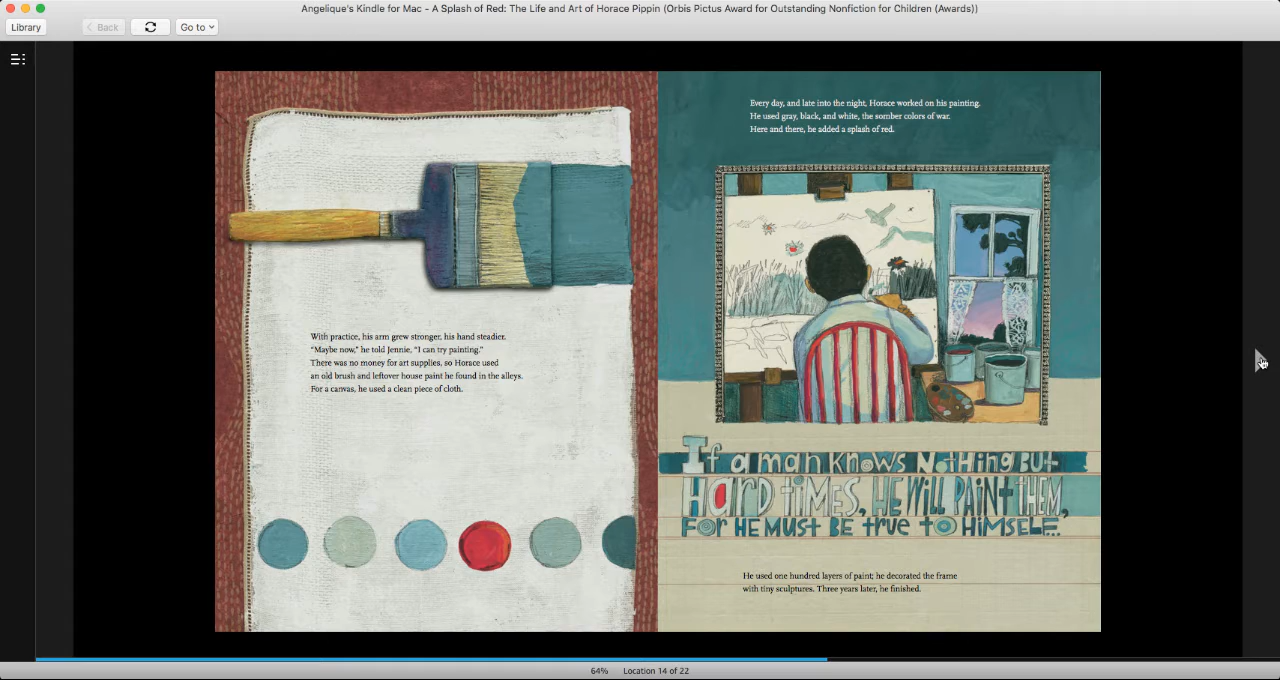 Angelique's Kindle for Mac - A Splash of Red: The Life and Art of Horace Pippin (Orbis Pictus Award for Outstanding Nonfiction for Children (Awards))
Library
Back
Go to
With practice, his arm grew stronger, his hand steadier.
“Maybe now,” he told Jennie, “I can try painting.”
There was no money for art supplies, so Horace used
an old brush and leftover house paint he found in the alleys.
For a canvas, he used a clean piece of cloth.
Every day, and late into the night, Horace worked on his painting.
He used gray, black, and white, the somber colors of war.
Here and there, he added a splash of red.
If a man knows NotHing BUt
HarD tiMES, HE WiLL PAiNt tHEM,
FOr HE MUST BE true to HiMSELF...
He used one hundred layers of paint; he decorated the frame
with tiny sculptures. Three years later, he finished.
64% Location 14 of 22